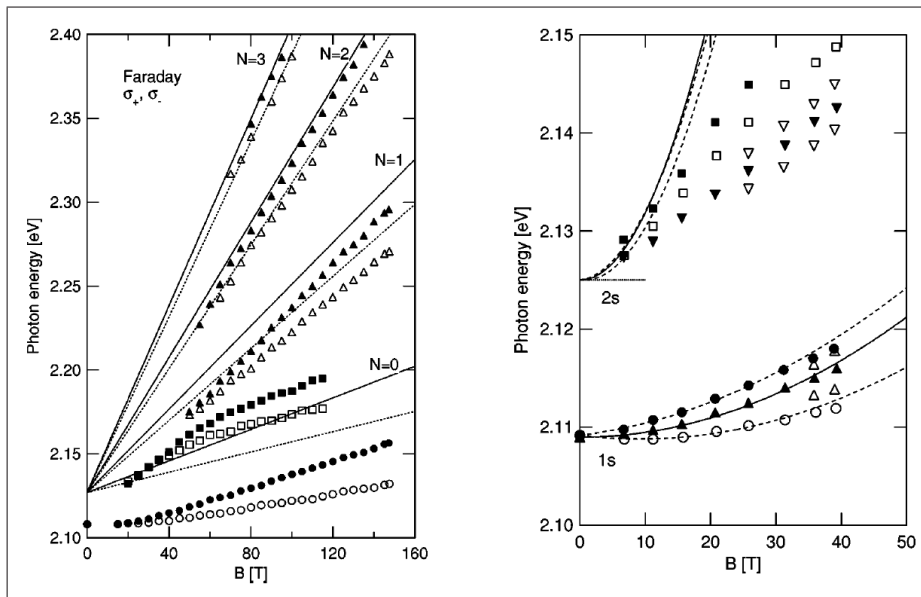 2.40
2.35
2.30
2.25
2.20
2.15
2.10
Photon energy [eV]
Faraday
σ+, σ-
N=3
N=2
N=1
N=0
0
40
80
120
160
B [T]
2.15
2.14
2.13
2.12
2.11
2.10
Photon energy [eV]
2s
1s
0
10
20
30
40
50
B [T]